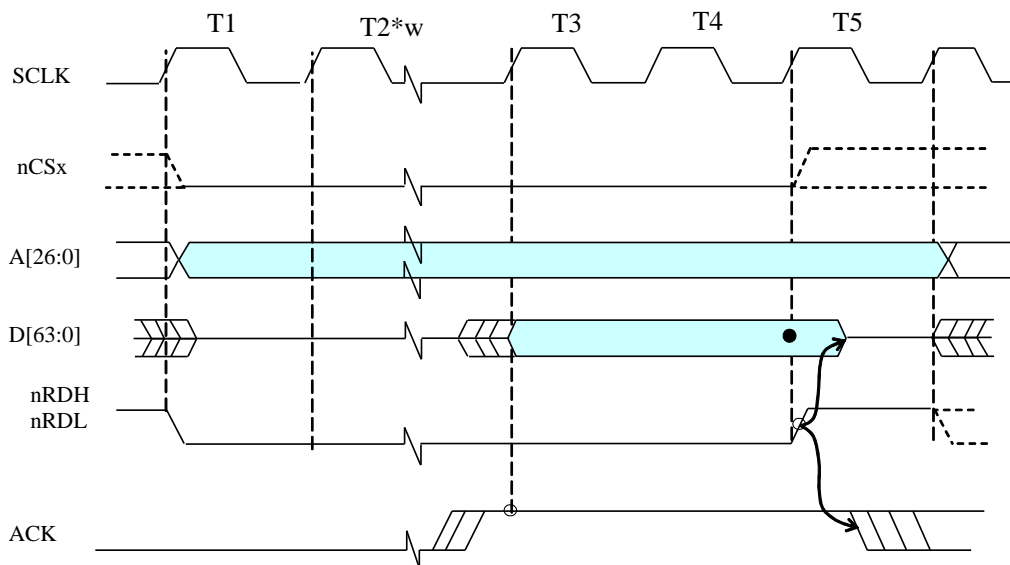 T1 T2*w T3 T4 T5
SCLK
nCSx
A[26:0]
D[63:0]
nRDH
nRDL
ACK